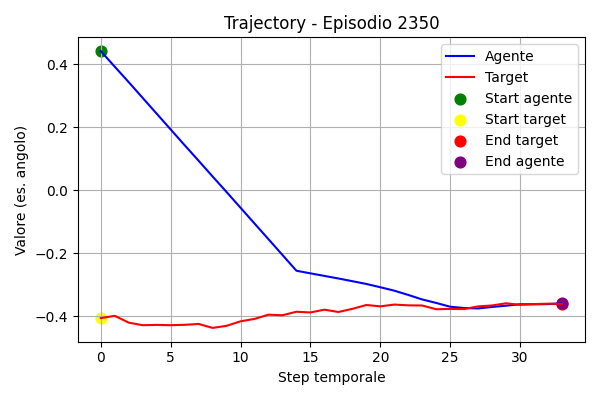 Trajectory - Episodio 2350
Valore (es. angolo)
0.4
0.2
0.0
−0.2
−0.4
Agente
Target
Start agente
Start target
End target
End agente
0 5 10 15 20 25 30
Step temporale